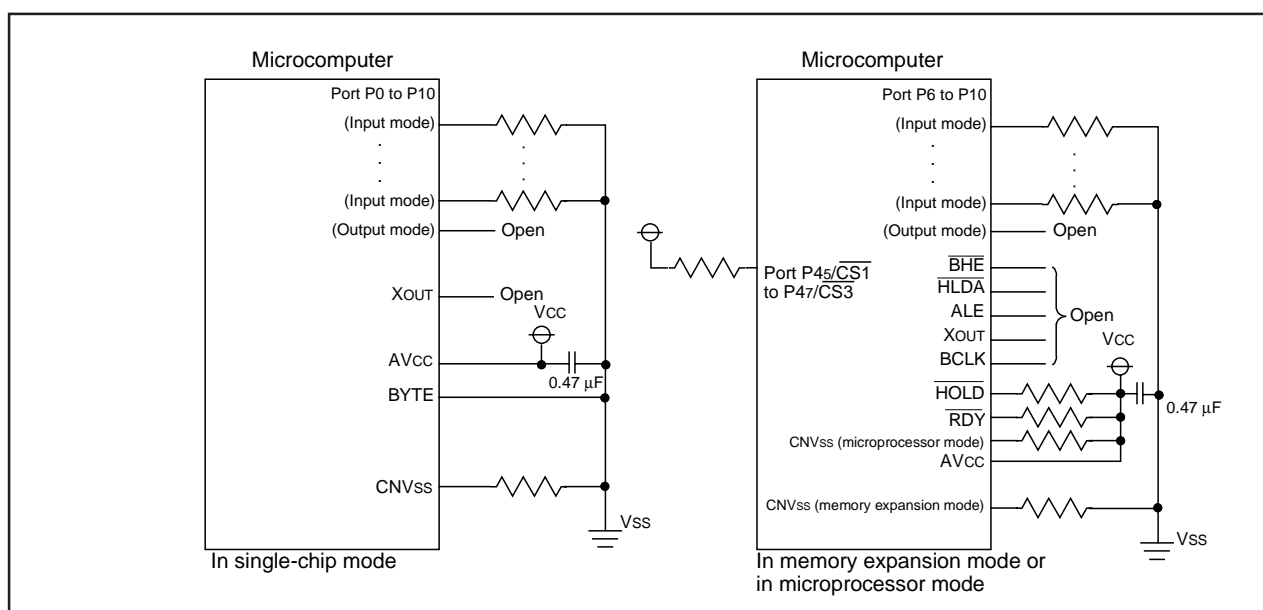 Microcomputer
Port P0 to P10
(Input mode)
(Input mode)
(Output mode)
Open
XOUT
Open
VCC
AVCC
0.47 μF
BYTE
CNVSS
VSS
In single-chip mode
Microcomputer
Port P6 to P10
(Input mode)
(Input mode)
(Output mode)
Open
Port P45/CS1
to P47/CS3
BHE
HLDA
ALE
XOUT
BCLK
Open
VCC
HOLD
0.47 μF
RDY
CNVSS (microprocessor mode)
AVCC
CNVSS (memory expansion mode)
VSS
In memory expansion mode or
in microprocessor mode